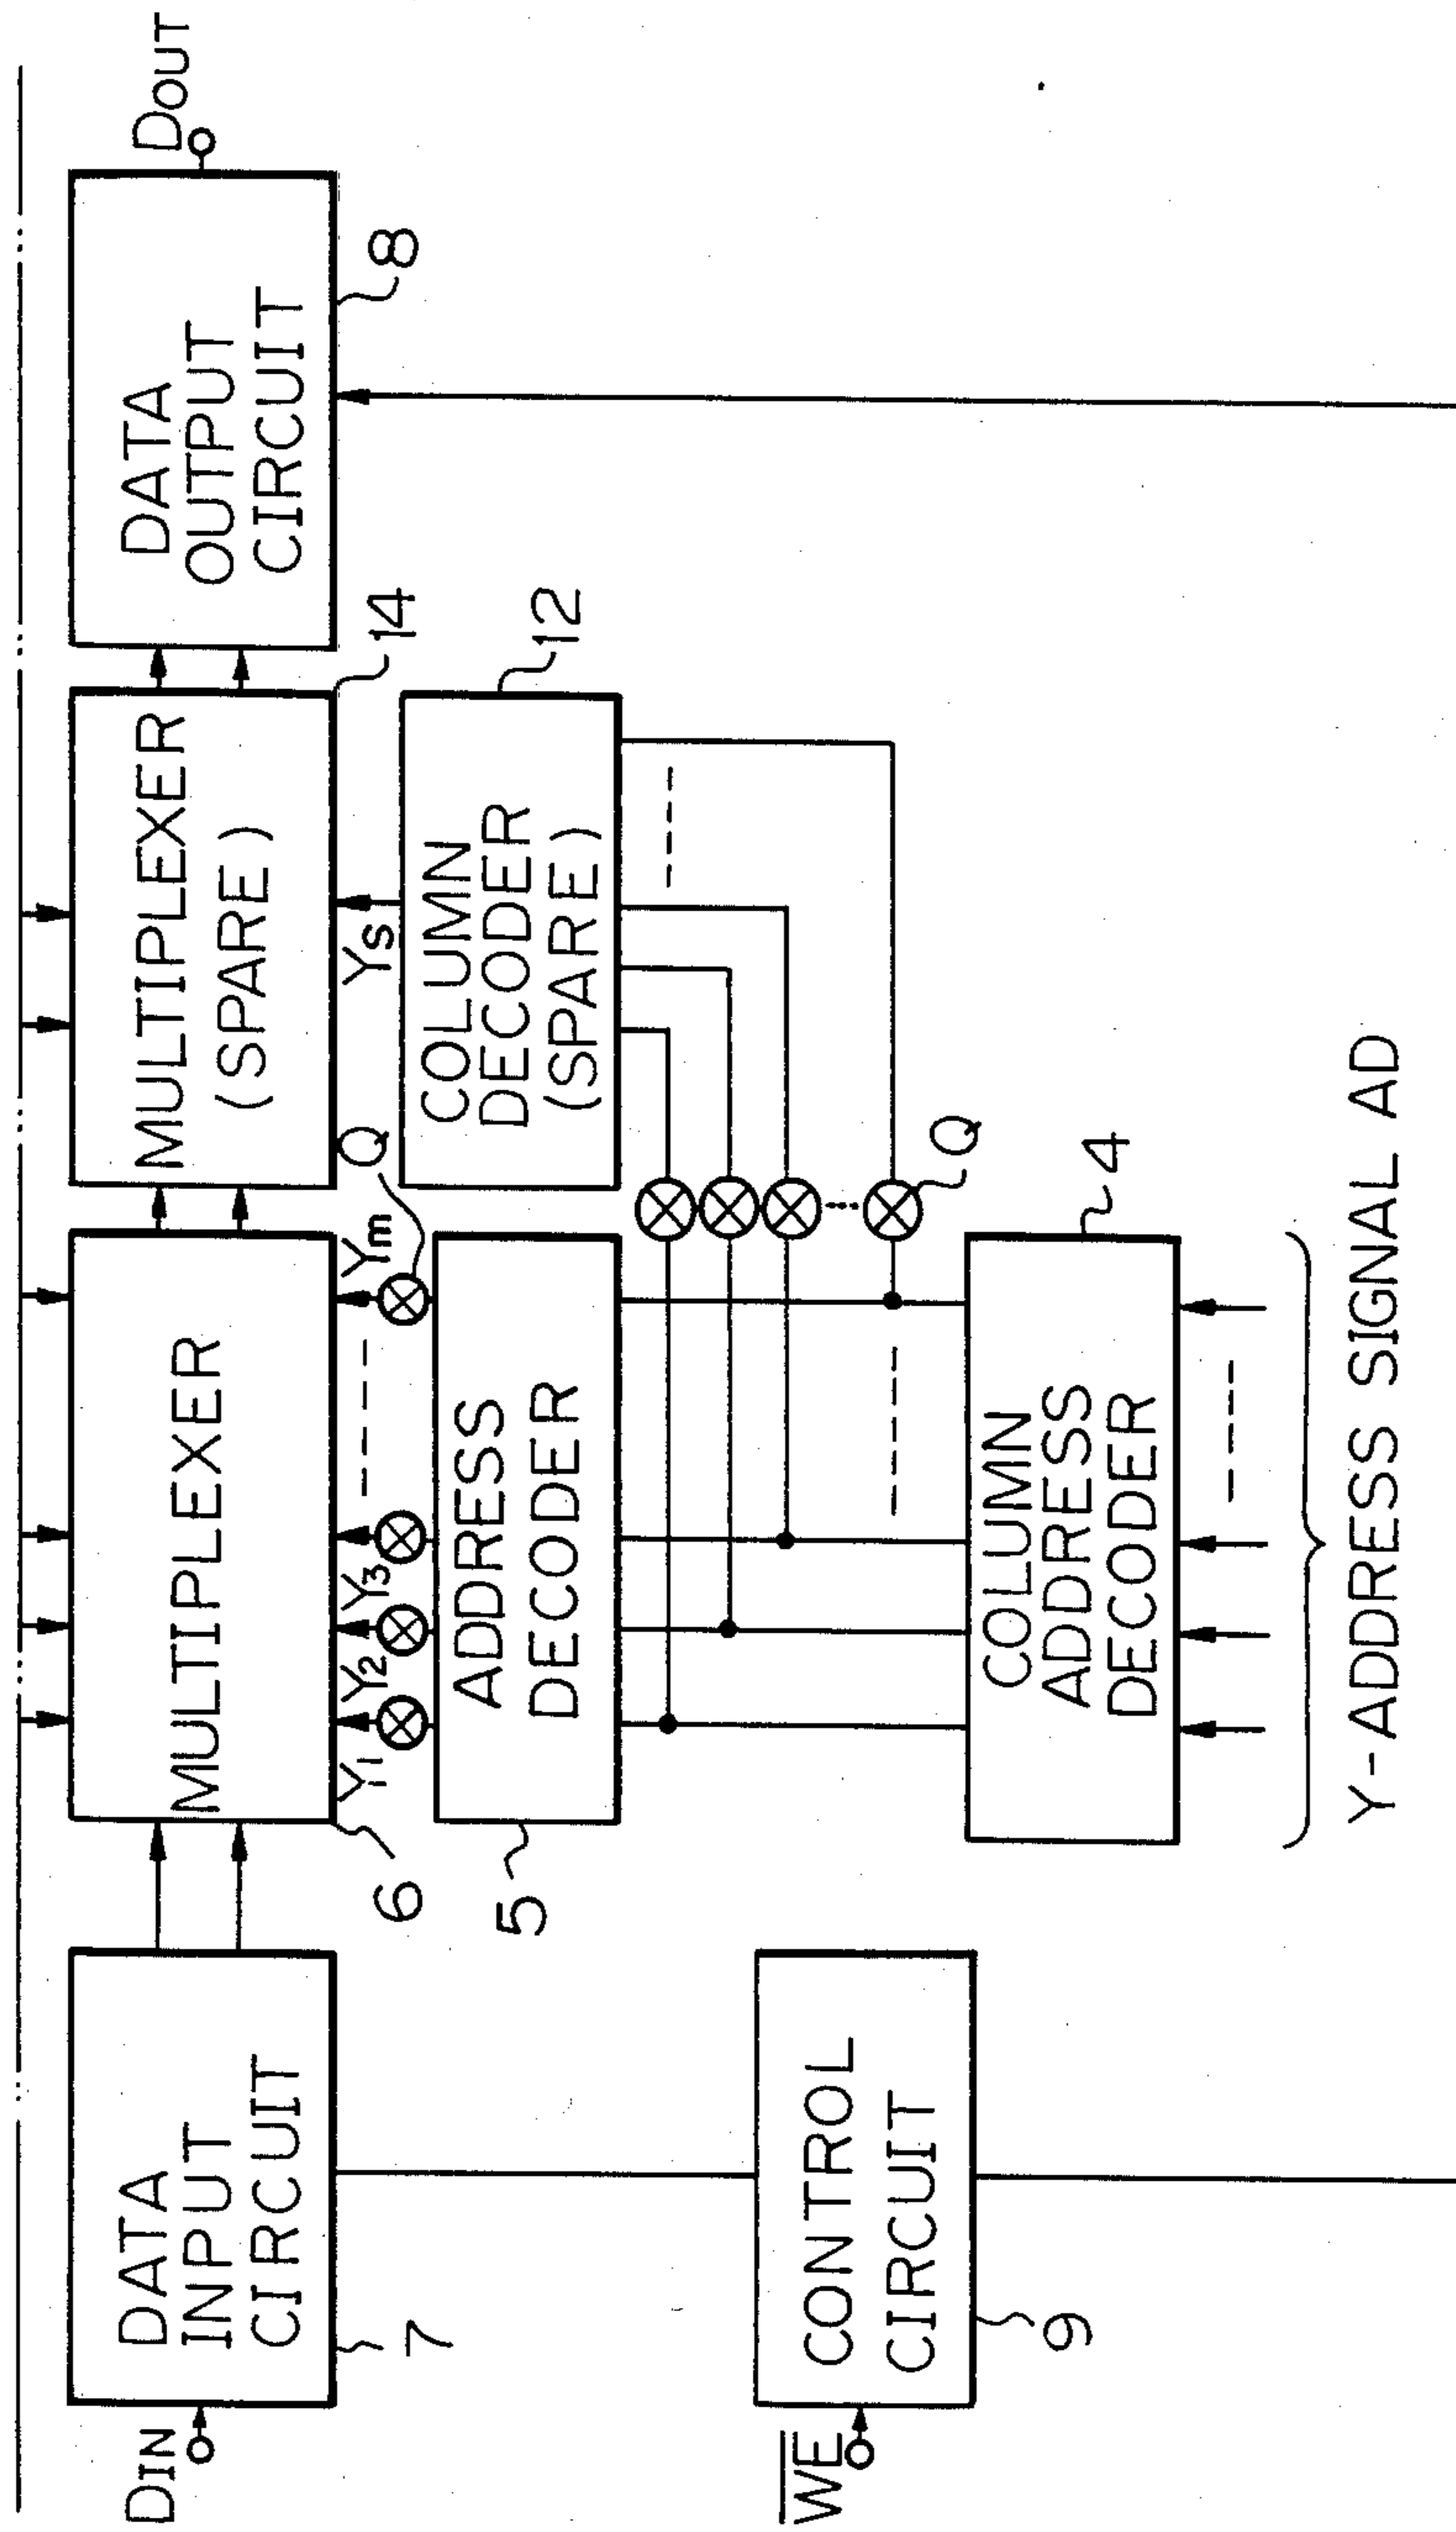 DIN
DATA
INPUT
CIRCUIT
7
MULTIPLEXER
6
MULTIPLEXER
(SPARE)
14
DATA
OUTPUT
CIRCUIT
8
DOUT
Y1
Y2
Y3
Ym
Q
YS
ADDRESS
DECODER
5
COLUMN
DECODER
(SPARE)
12
Q
WE
CONTROL
CIRCUIT
9
COLUMN
ADDRESS
DECODER
4
Y-ADDRESS SIGNAL AD